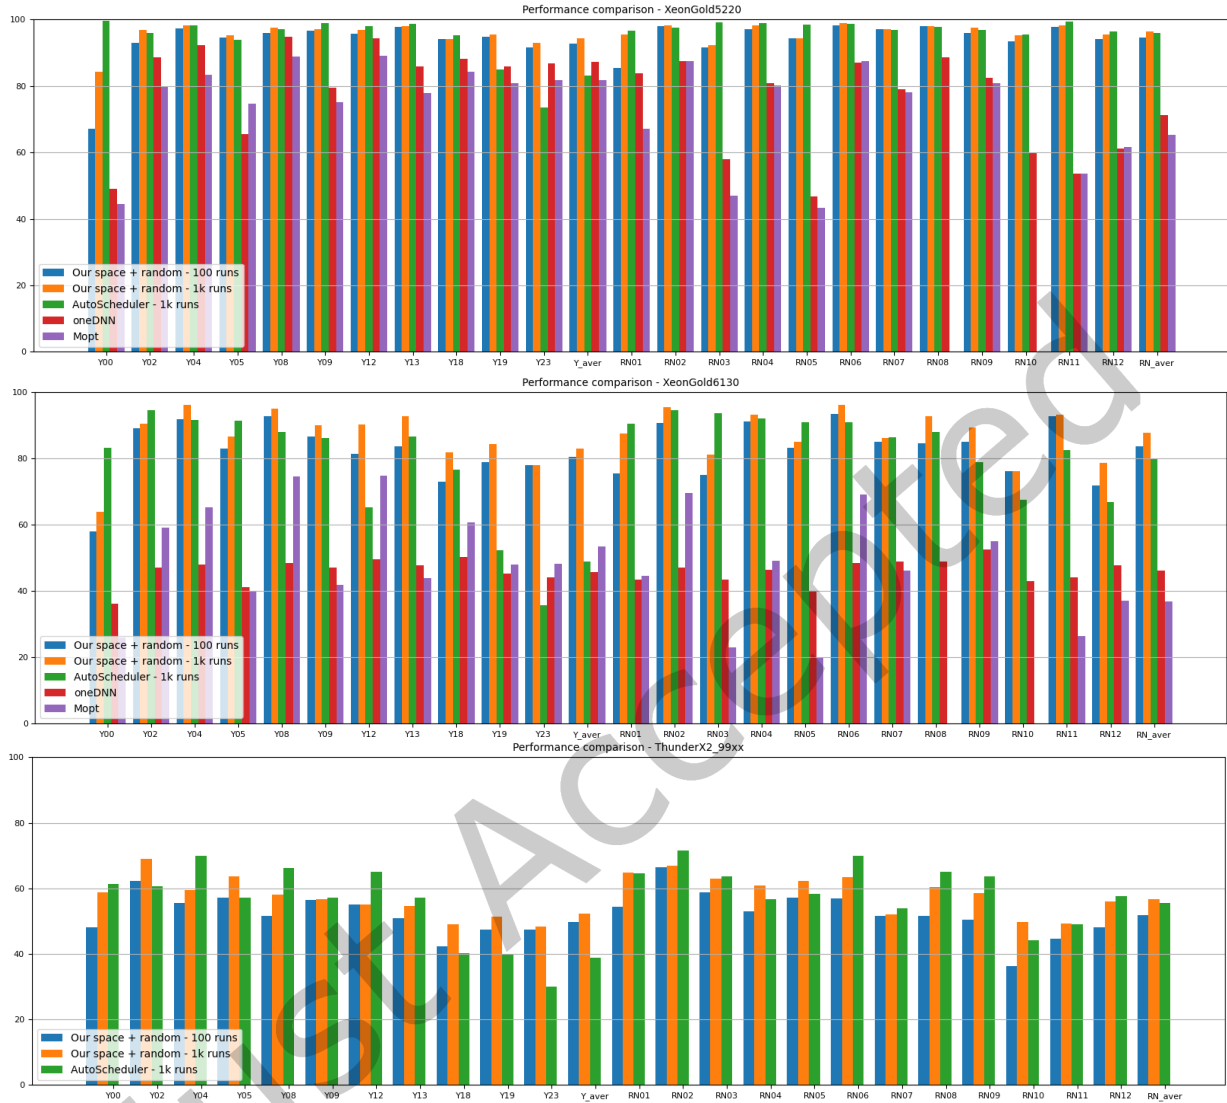 Performance comparison - XeonGold5220
100
80
60
40
20
0
Our space + random - 100 runs
Our space + random - 1k runs
AutoScheduler - 1k runs
oneDNN
Mopt
Y00 Y02 Y04 Y05 Y08 Y09 Y12 Y13 Y18 Y19 Y23 Y_aver RN01 RN02 RN03 RN04 RN05 RN06 RN07 RN08 RN09 RN10 RN11 RN12 RN_aver
Performance comparison - XeonGold6130
100
80
60
40
20
0
Our space + random - 100 runs
Our space + random - 1k runs
AutoScheduler - 1k runs
oneDNN
Mopt
Y00 Y02 Y04 Y05 Y08 Y09 Y12 Y13 Y18 Y19 Y23 Y_aver RN01 RN02 RN03 RN04 RN05 RN06 RN07 RN08 RN09 RN10 RN11 RN12 RN_aver
Performance comparison - ThunderX2_99xx
100
80
60
40
20
0
Our space + random - 100 runs
Our space + random - 1k runs
AutoScheduler - 1k runs
Y00 Y02 Y04 Y05 Y08 Y09 Y12 Y13 Y18 Y19 Y23 Y_aver RN01 RN02 RN03 RN04 RN05 RN06 RN07 RN08 RN09 RN10 RN11 RN12 RN_aver
Accepted